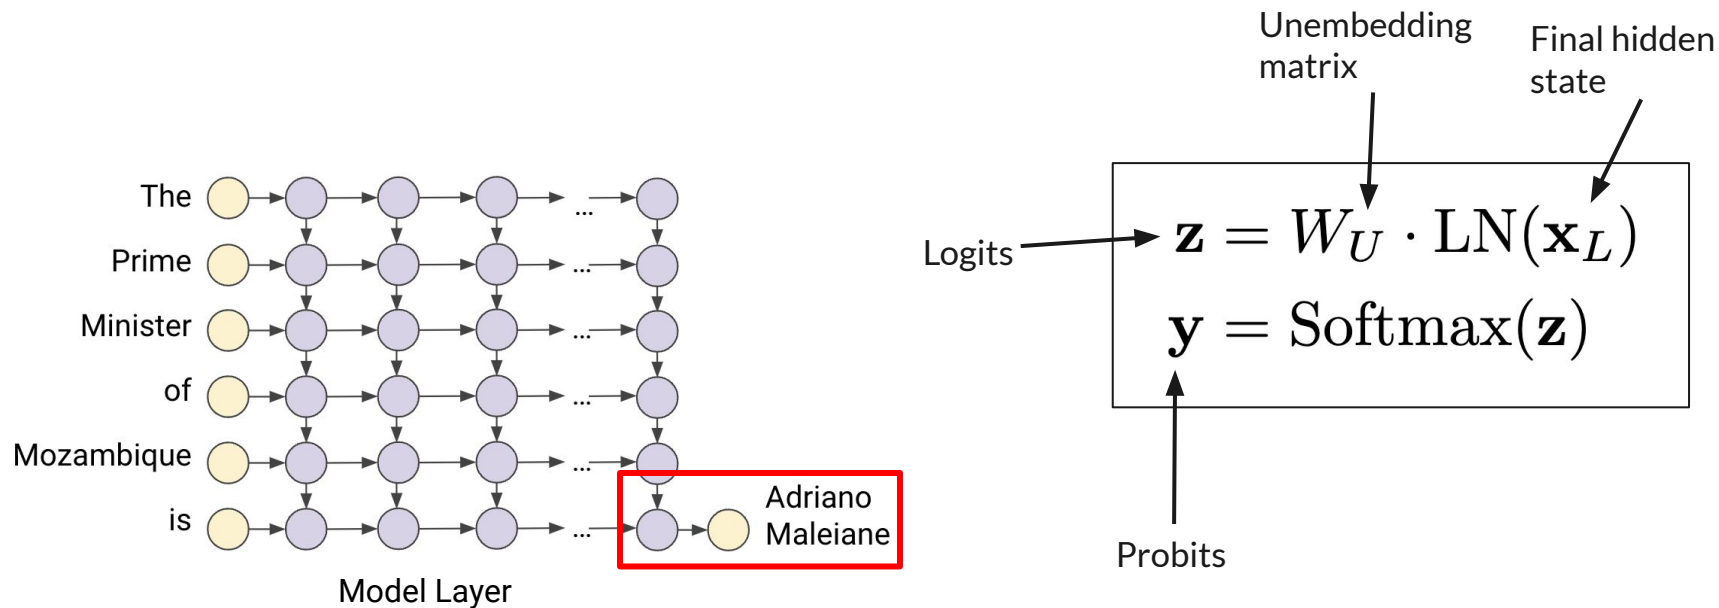 The
Prime
Minister
of
Mozambique
is
...
...
...
...
...
...
Adriano
Maleiane
Model Layer
Unembedding
matrix
Final hidden
state
Logits
z = W_U · LN(x_L)
y = Softmax(z)
Probits